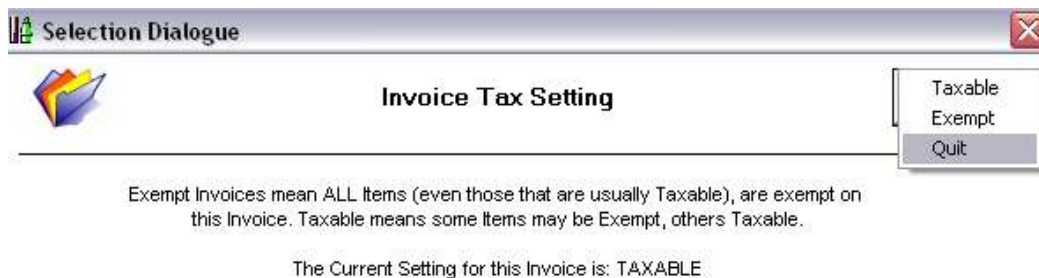 Selection Dialogue
Invoice Tax Setting
Taxable
Exempt
Quit
Exempt Invoices mean ALL Items (even those that are usually Taxable), are exempt on
this Invoice. Taxable means some Items may be Exempt, others Taxable.
The Current Setting for this Invoice is: TAXABLE